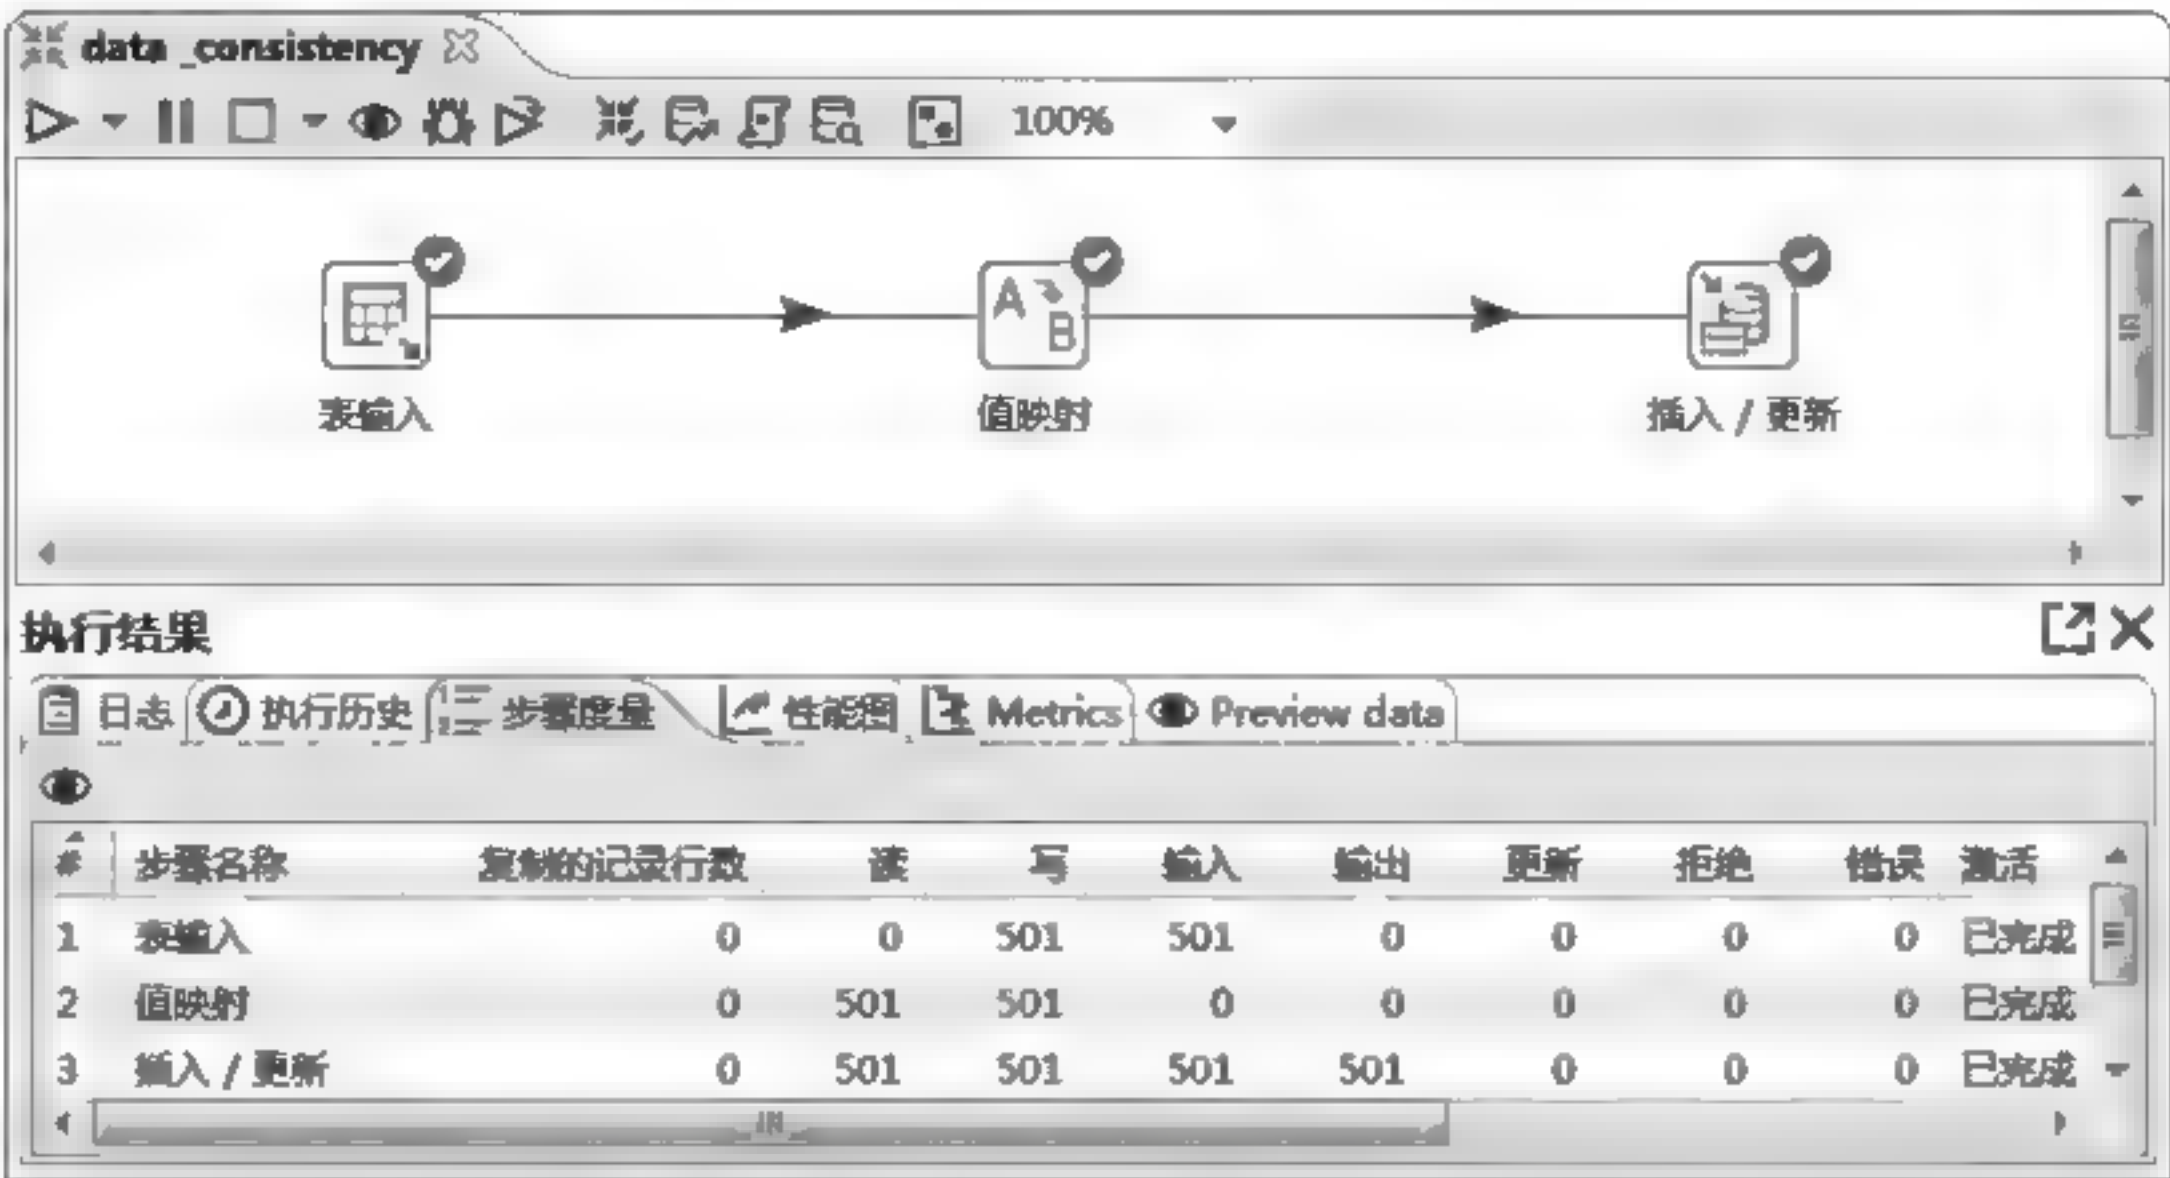 data _consistency
100%
表输入 值映射 插入 / 更新
执行结果
日志 执行历史 步骤度量 性能图 Metrics Preview data
# 步骤名称 复制的记录行数 读 写 输入 输出 更新 拒绝 错误 激活
1 表输入 0 0 501 501 0 0 0 0 已完成
2 值映射 0 501 501 0 0 0 0 0 已完成
3 插入 / 更新 0 501 501 501 501 0 0 0 已完成